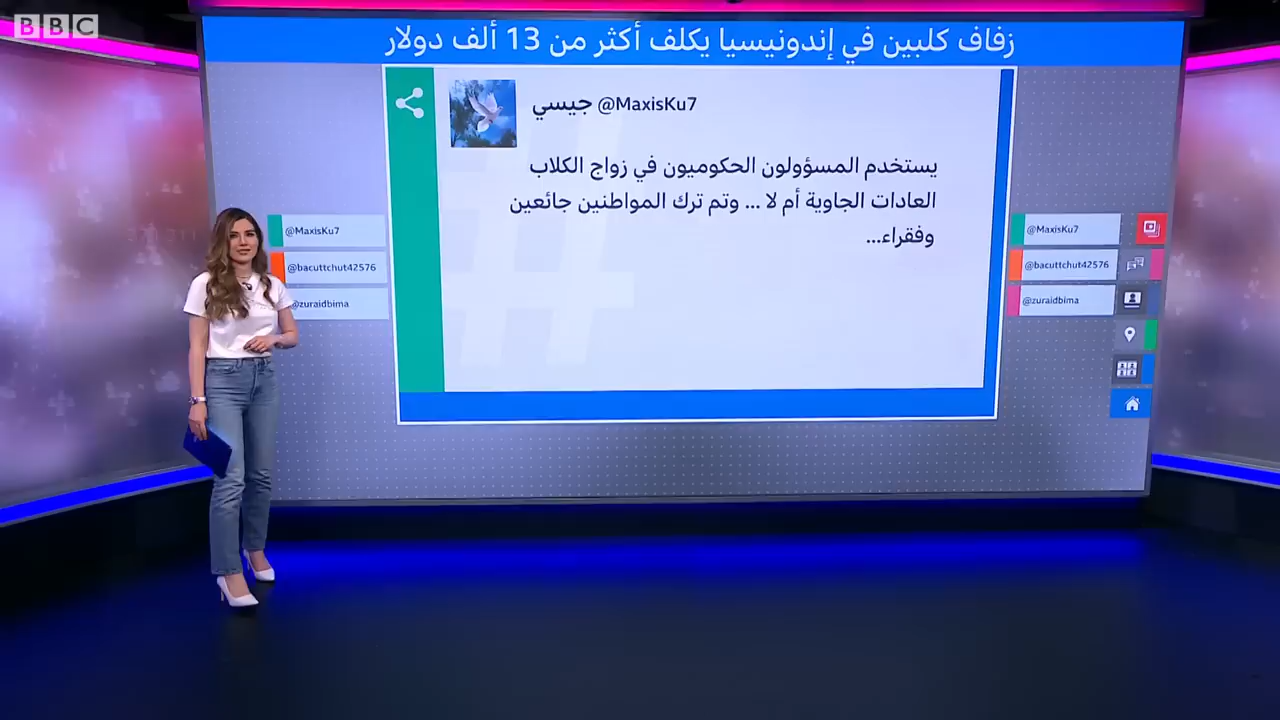 BBC
زفاف كلبين في إندونيسيا يكلف أكثر من 13 ألف دولار
جيسي @MaxisKu7
يستخدم المسؤولون الحكوميون في زواج الكلاب
العادات الجاوية أم لا ... وتم ترك المواطنين جائعين
وفقراء...
@MaxisKu7
@bacuttchut42576
@zuraidbima
@MaxisKu7
@bacuttchut42576
@zuraidbima